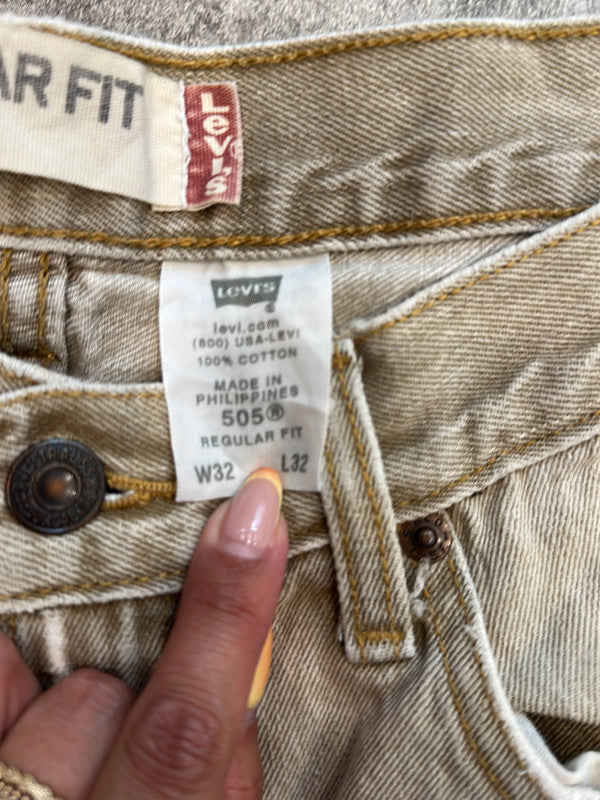 AR FIT
Levi's
Levi's
levi.com
(800) USA-LEVI
100% COTTON
MADE IN
PHILIPPINES
505®
REGULAR FIT
W32 L32